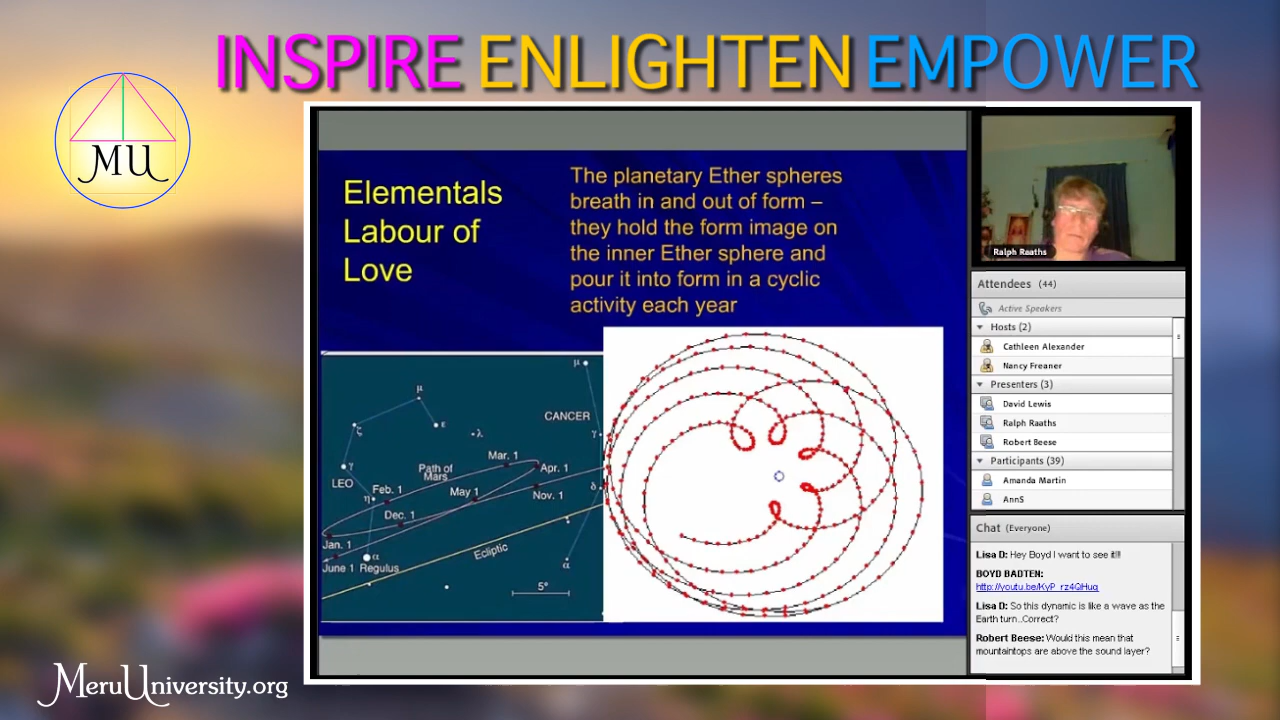 INSPIRE ENLIGHTEN EMPOWER
MU
Elementals
Labour of
Love
The planetary Ether spheres
breath in and out of form –
they hold the form image on
the inner Ether sphere and
pour it into form in a cyclic
activity each year
μ
μ
CANCER
ε
ζ
λ
γ
Mar. 1
Path of
Mars
Apr. 1
γ
LEO
Feb. 1
η
May 1
Nov. 1
δ
Dec. 1
Jan. 1
Ecliptic
α
June 1 Regulus
α
5°
Ralph Raaths
Attendees (44)
Active Speakers
Hosts (2)
Cathleen Alexander
Nancy Freaner
Presenters (3)
David Lewis
Ralph Raaths
Robert Beese
Participants (39)
Amanda Martin
AnnS
Chat (Everyone)
Lisa D: Hey Boyd I want to see it!!
BOYD BADTEN:
http://youtu.be/KyP_rz4QHug
Lisa D: So this dynamic is like a wave as the
Earth turn...Correct?
Robert Beese: Would this mean that
mountaintops are above the sound layer?
MeruUniversity.org